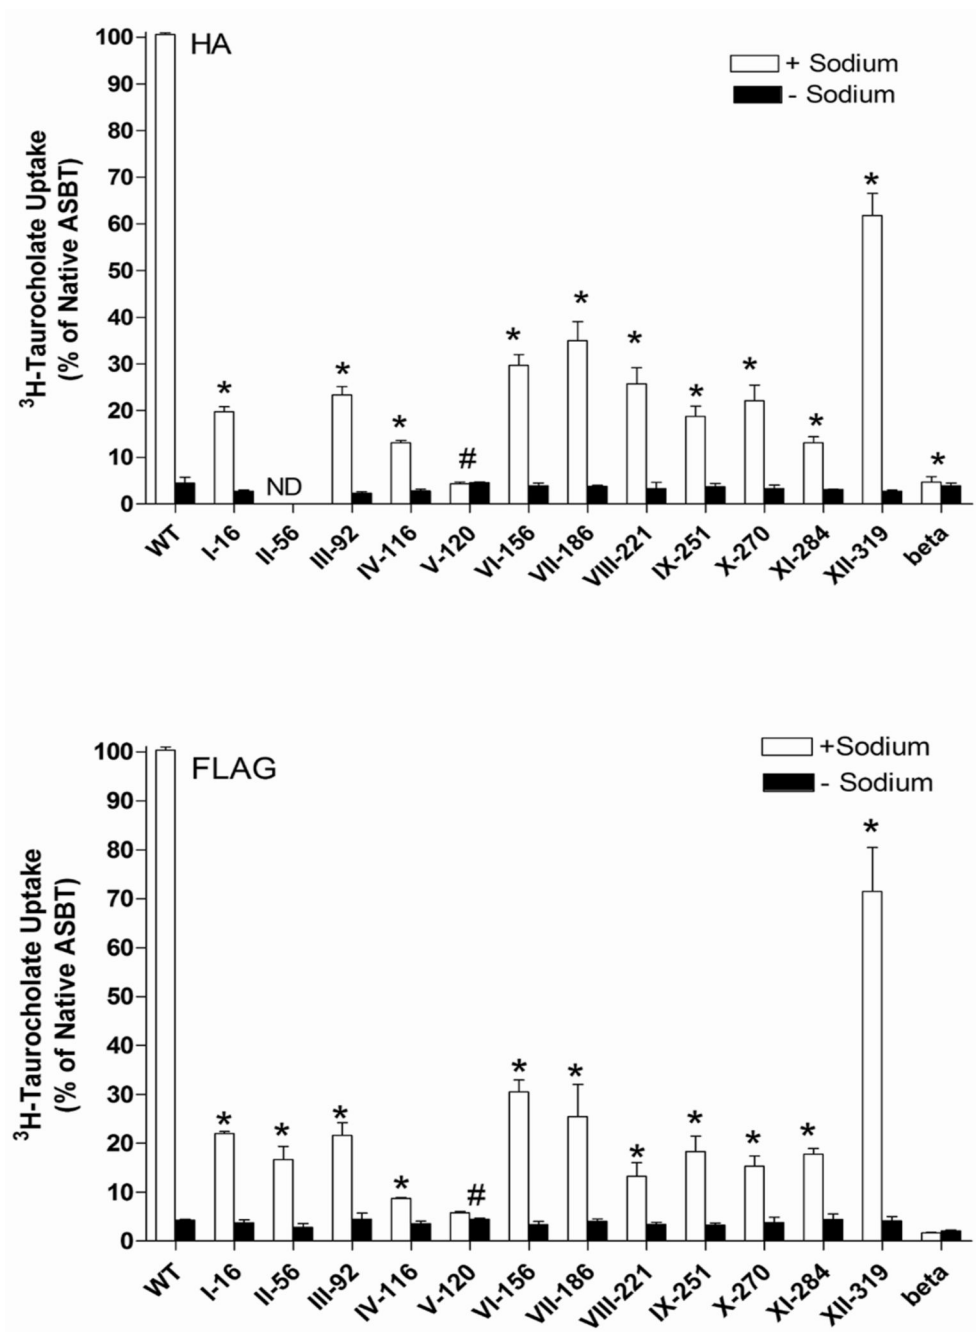 HA
+ Sodium
- Sodium
³H-Taurocholate Uptake
(% of Native ASBT)
100
90
80
70
60
50
40
30
20
10
0
*
ND
*
*
#
*
*
*
*
*
*
*
*
WT
I-16
II-56
III-92
IV-116
V-120
VI-156
VII-186
VIII-221
IX-251
X-270
XI-284
XII-319
beta
FLAG
+Sodium
- Sodium
³H-Taurocholate Uptake
(% of Native ASBT)
100
90
80
70
60
50
40
30
20
10
0
*
*
*
*
#
*
*
*
*
*
*
*
WT
I-16
II-56
III-92
IV-116
V-120
VI-156
VII-186
VIII-221
IX-251
X-270
XI-284
XII-319
beta